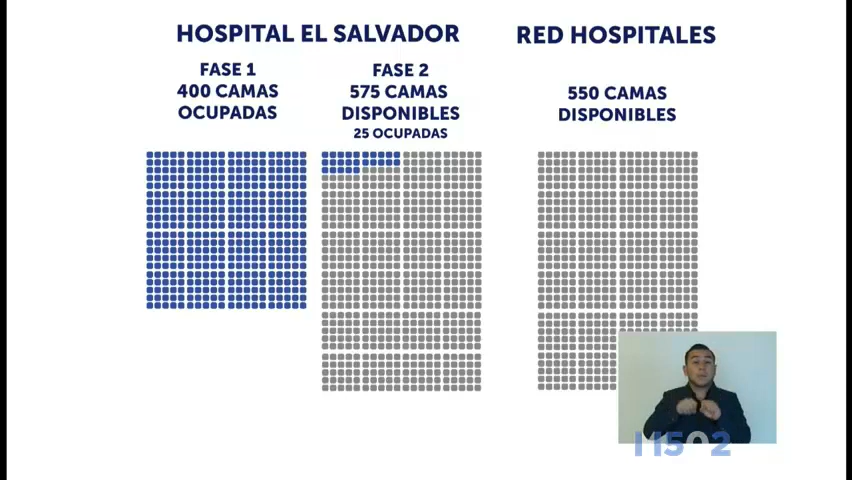 HOSPITAL EL SALVADOR
FASE 1
400 CAMAS
OCUPADAS
FASE 2
575 CAMAS
DISPONIBLES
25 OCUPADAS
RED HOSPITALES
550 CAMAS
DISPONIBLES